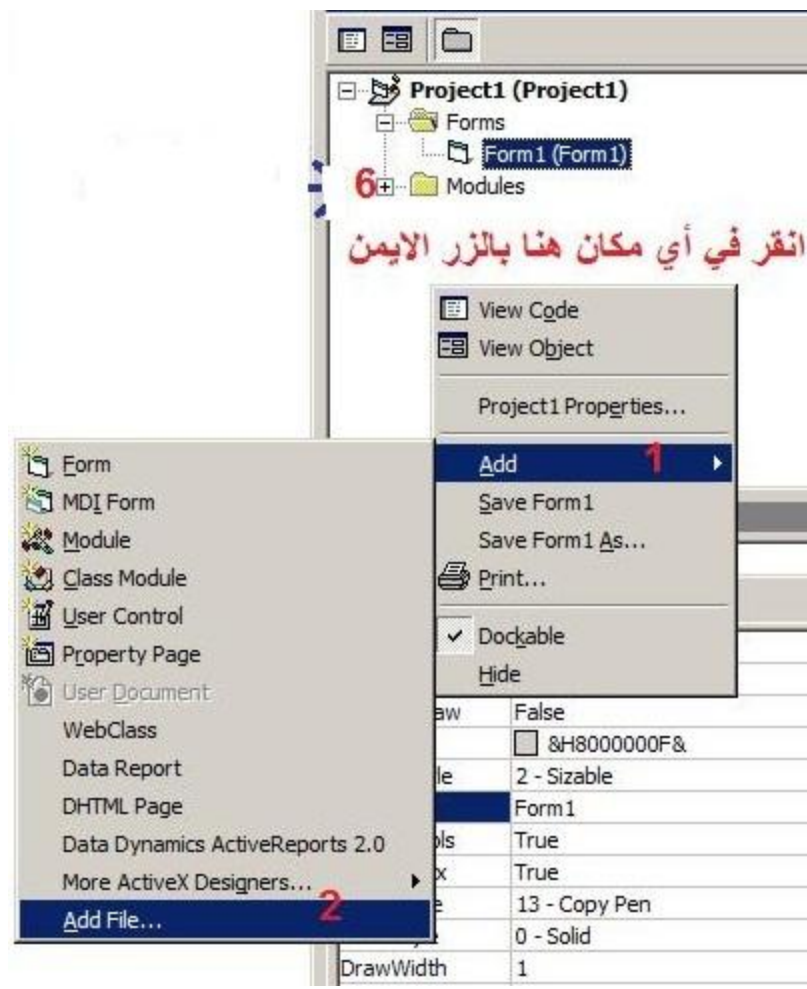 Project1 (Project1)
Forms
Form1 (Form1)
6
Modules
انقر في أي مكان هنا بالزر الايمن
View Code
View Object
Project1 Properties...
Add
1
Save Form1
Save Form1 As...
Print...
Dockable
Hide
Form
MDI Form
Module
Class Module
User Control
Property Page
User Document
WebClass
Data Report
DHTML Page
Data Dynamics ActiveReports 2.0
More ActiveX Designers...
Add File...
2
aw False
&H8000000F&
le 2 - Sizable
Form1
ols True
x True
e 13 - Copy Pen
0 - Solid
DrawWidth 1